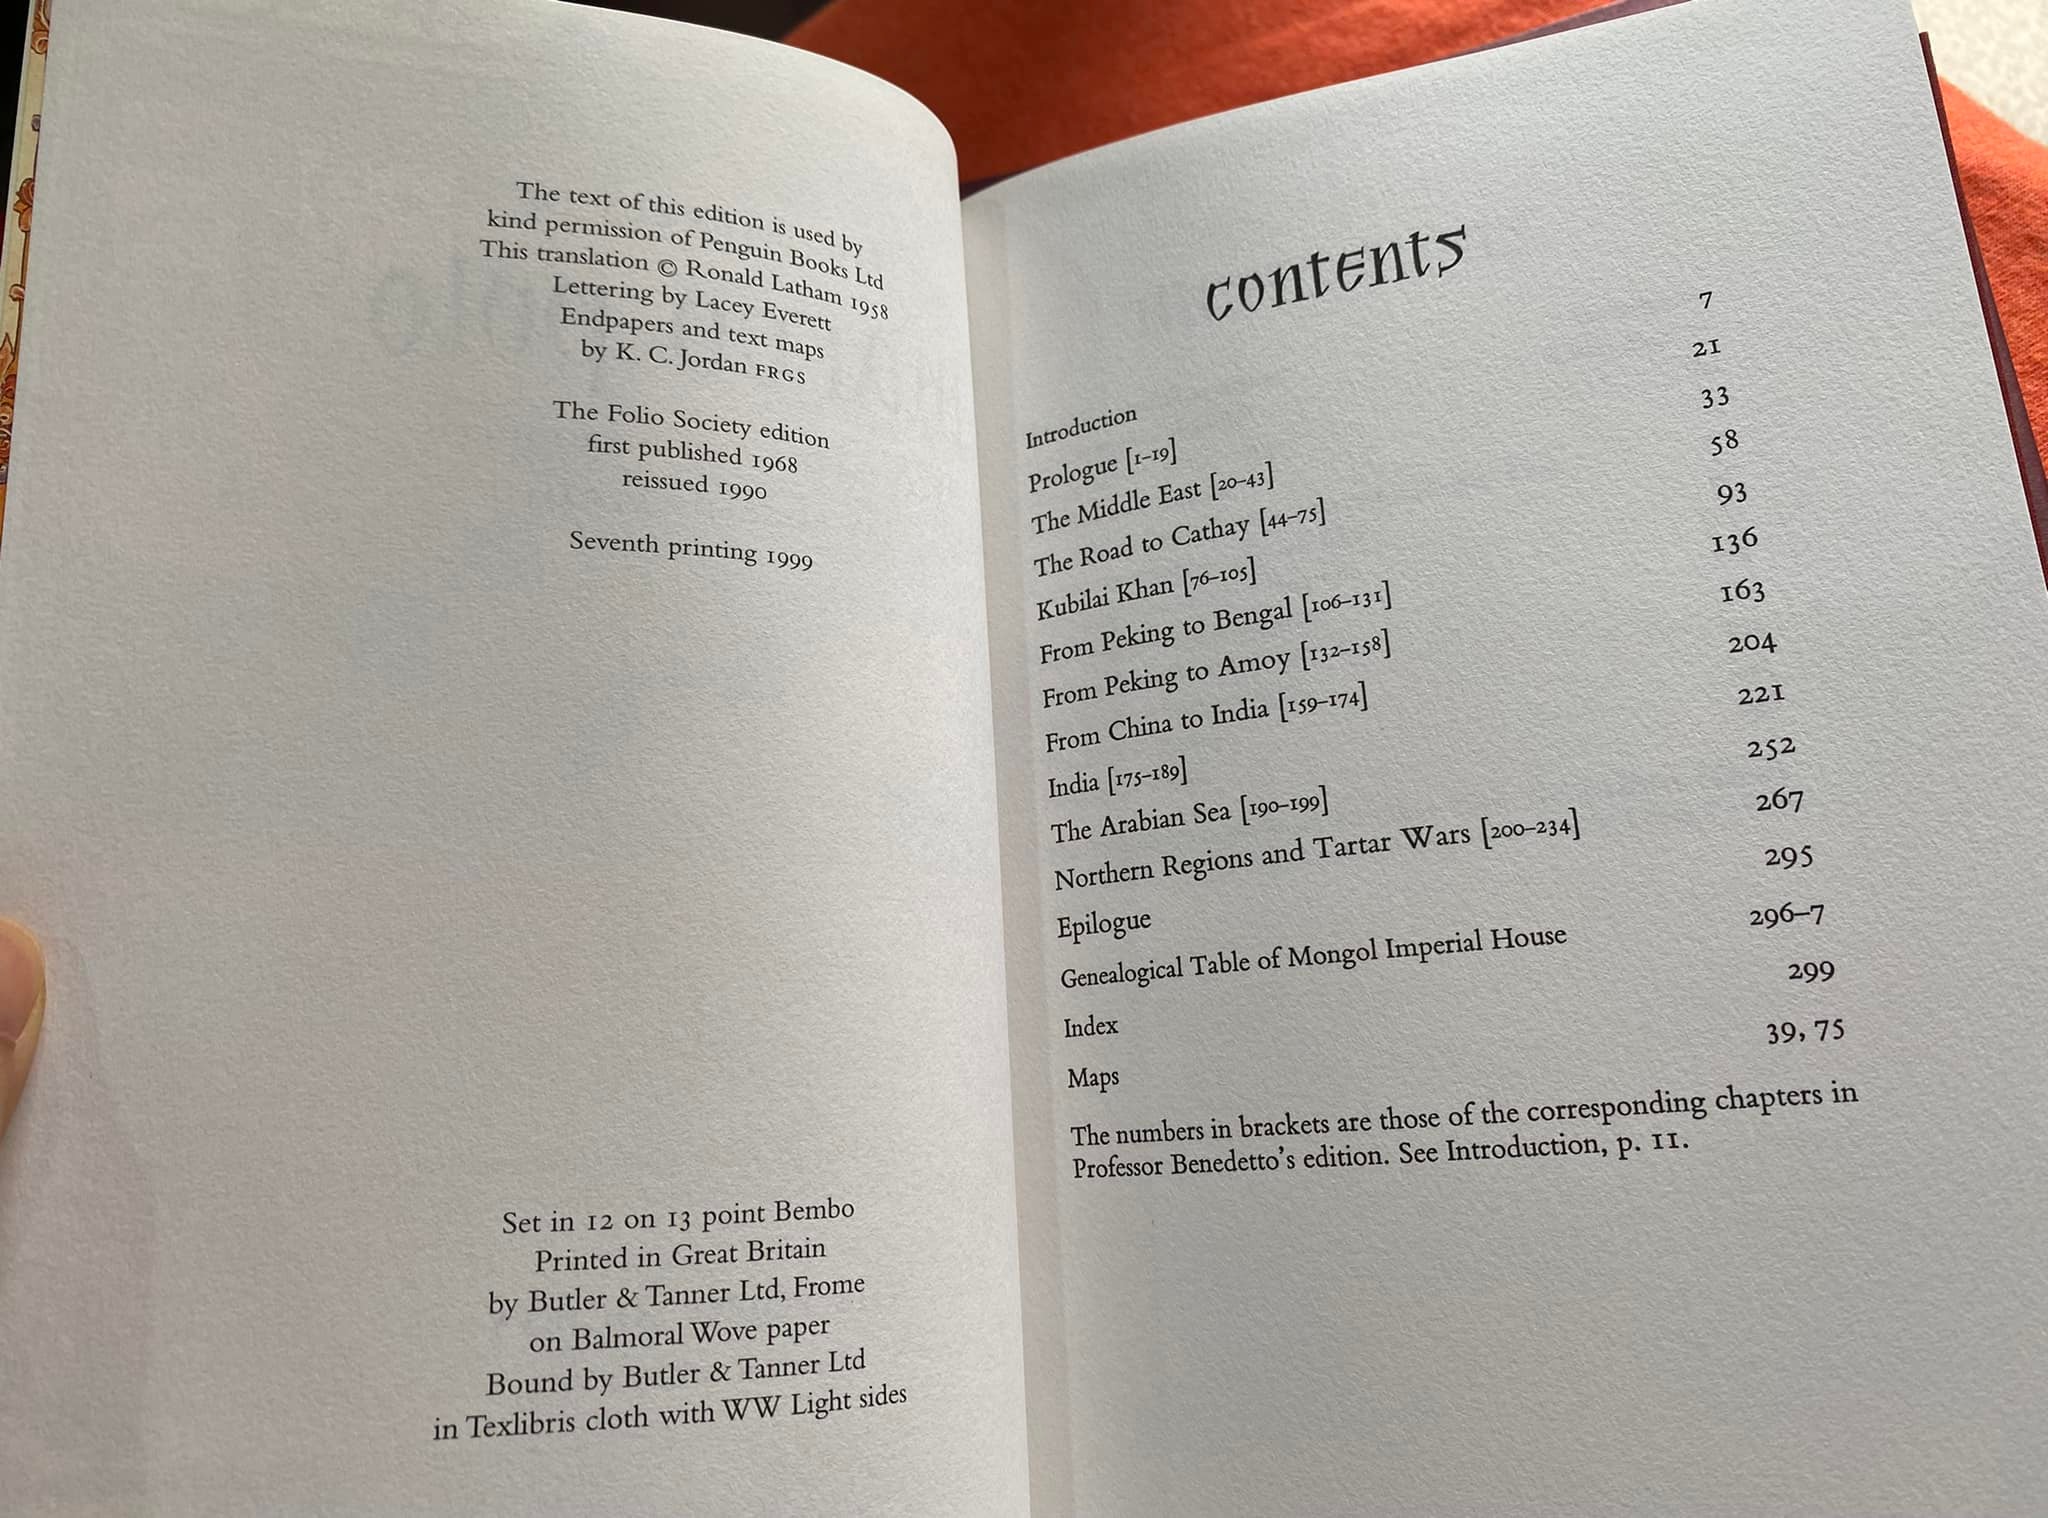 The text of this edition is used by
kind permission of Penguin Books Ltd
This translation © Ronald Latham 1958
Lettering by Lacey Everett
Endpapers and text maps
by K. C. Jordan FRGS
The Folio Society edition
first published 1968
reissued 1990
Seventh printing 1999
Set in 12 on 13 point Bembo
Printed in Great Britain
by Butler & Tanner Ltd, Frome
on Balmoral Wove paper
Bound by Butler & Tanner Ltd
in Texlibris cloth with WW Light sides
contents
Introduction 7
Prologue [1–19] 21
The Middle East [20–43] 33
The Road to Cathay [44–75] 58
Kubilai Khan [76–105] 93
From Peking to Bengal [106–131] 136
From Peking to Amoy [132–158] 163
From China to India [159–174] 204
India [175–189] 221
The Arabian Sea [190–199] 252
Northern Regions and Tartar Wars [200–234] 267
Epilogue 295
Genealogical Table of Mongol Imperial House 296–7
Index 299
Maps 39, 75
The numbers in brackets are those of the corresponding chapters in
Professor Benedetto's edition. See Introduction, p. 11.